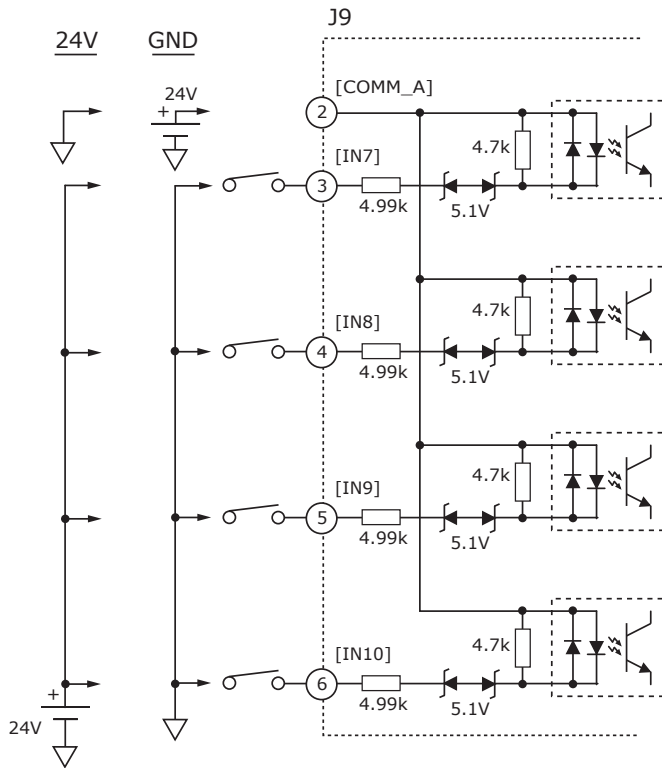 J9
24V GND
24V
+
[COMM_A]
2
4.7k
[IN7]
3
4.99k
5.1V
[IN8]
4.7k
4
4.99k
5.1V
[IN9]
4.7k
5
4.99k
5.1V
[IN10]
4.7k
6
4.99k
5.1V
+
24V